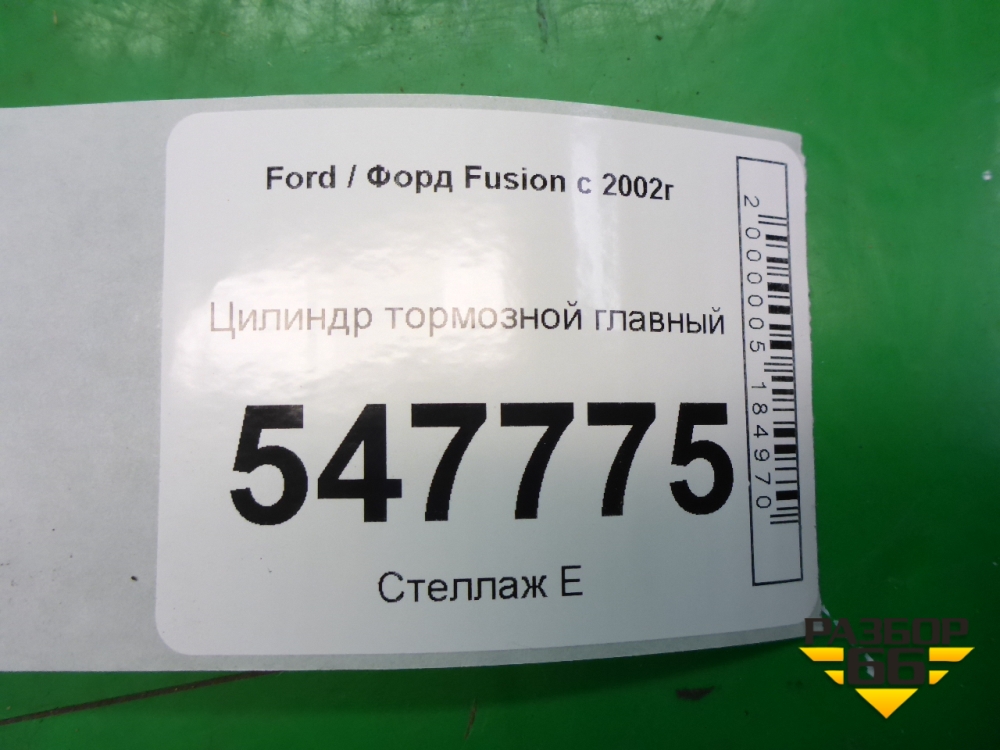 Ford / Форд Fusion с 2002г
Цилиндр тормозной главный
547775
Стеллаж Е
2000005184970
РАЗБОР
66